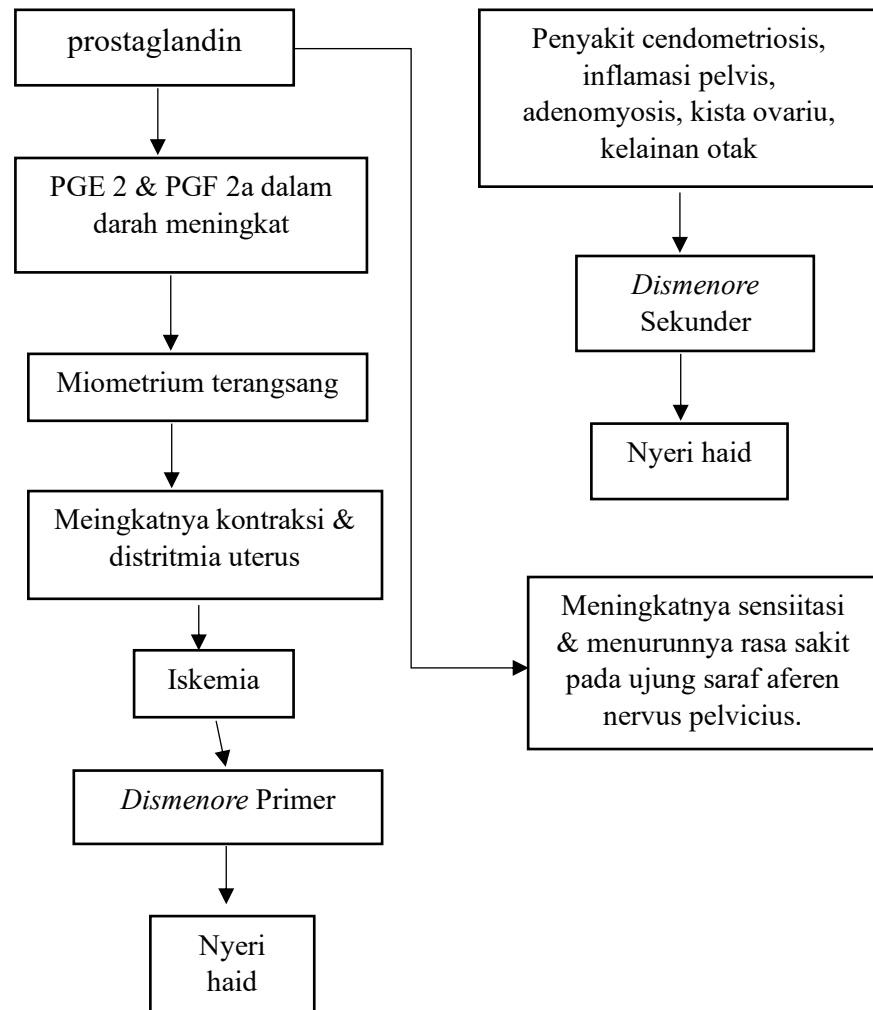 prostaglandin
PGE 2 & PGF 2a dalam
darah meningkat
Miometrium terangsang
Meingkatnya kontraksi &
distritmia uterus
Iskemia
Dismenore Primer
Nyeri
haid
Penyakit cendometriosis,
inflamasi pelvis,
adenomyosis, kista ovariu,
kelainan otak
Dismenore
Sekunder
Nyeri haid
Meningkatnya sensiitasi
& menurunnya rasa sakit
pada ujung saraf aferen
nervus pelvicius.